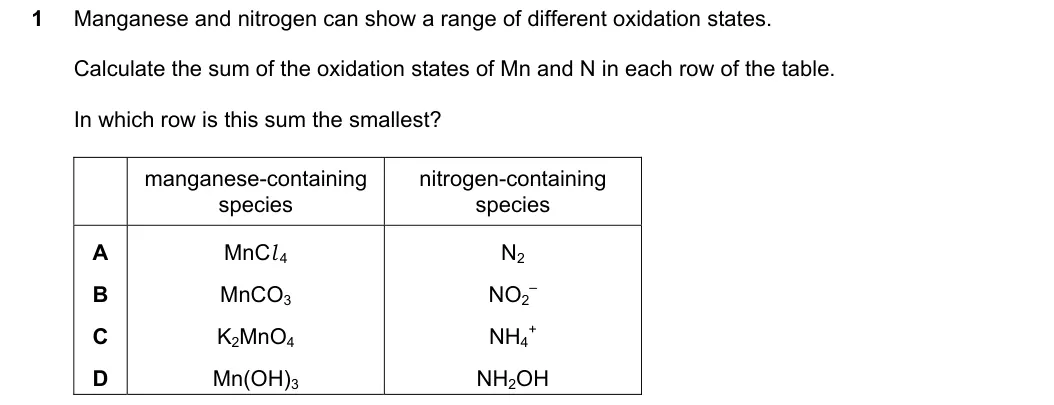 1 Manganese and nitrogen can show a range of different oxidation states.
Calculate the sum of the oxidation states of Mn and N in each row of the table.
In which row is this sum the smallest?
manganese-containing species nitrogen-containing species
A MnCl₄ N₂
B MnCO₃ NO₂⁻
C K₂MnO₄ NH₄⁺
D Mn(OH)₃ NH₂OH